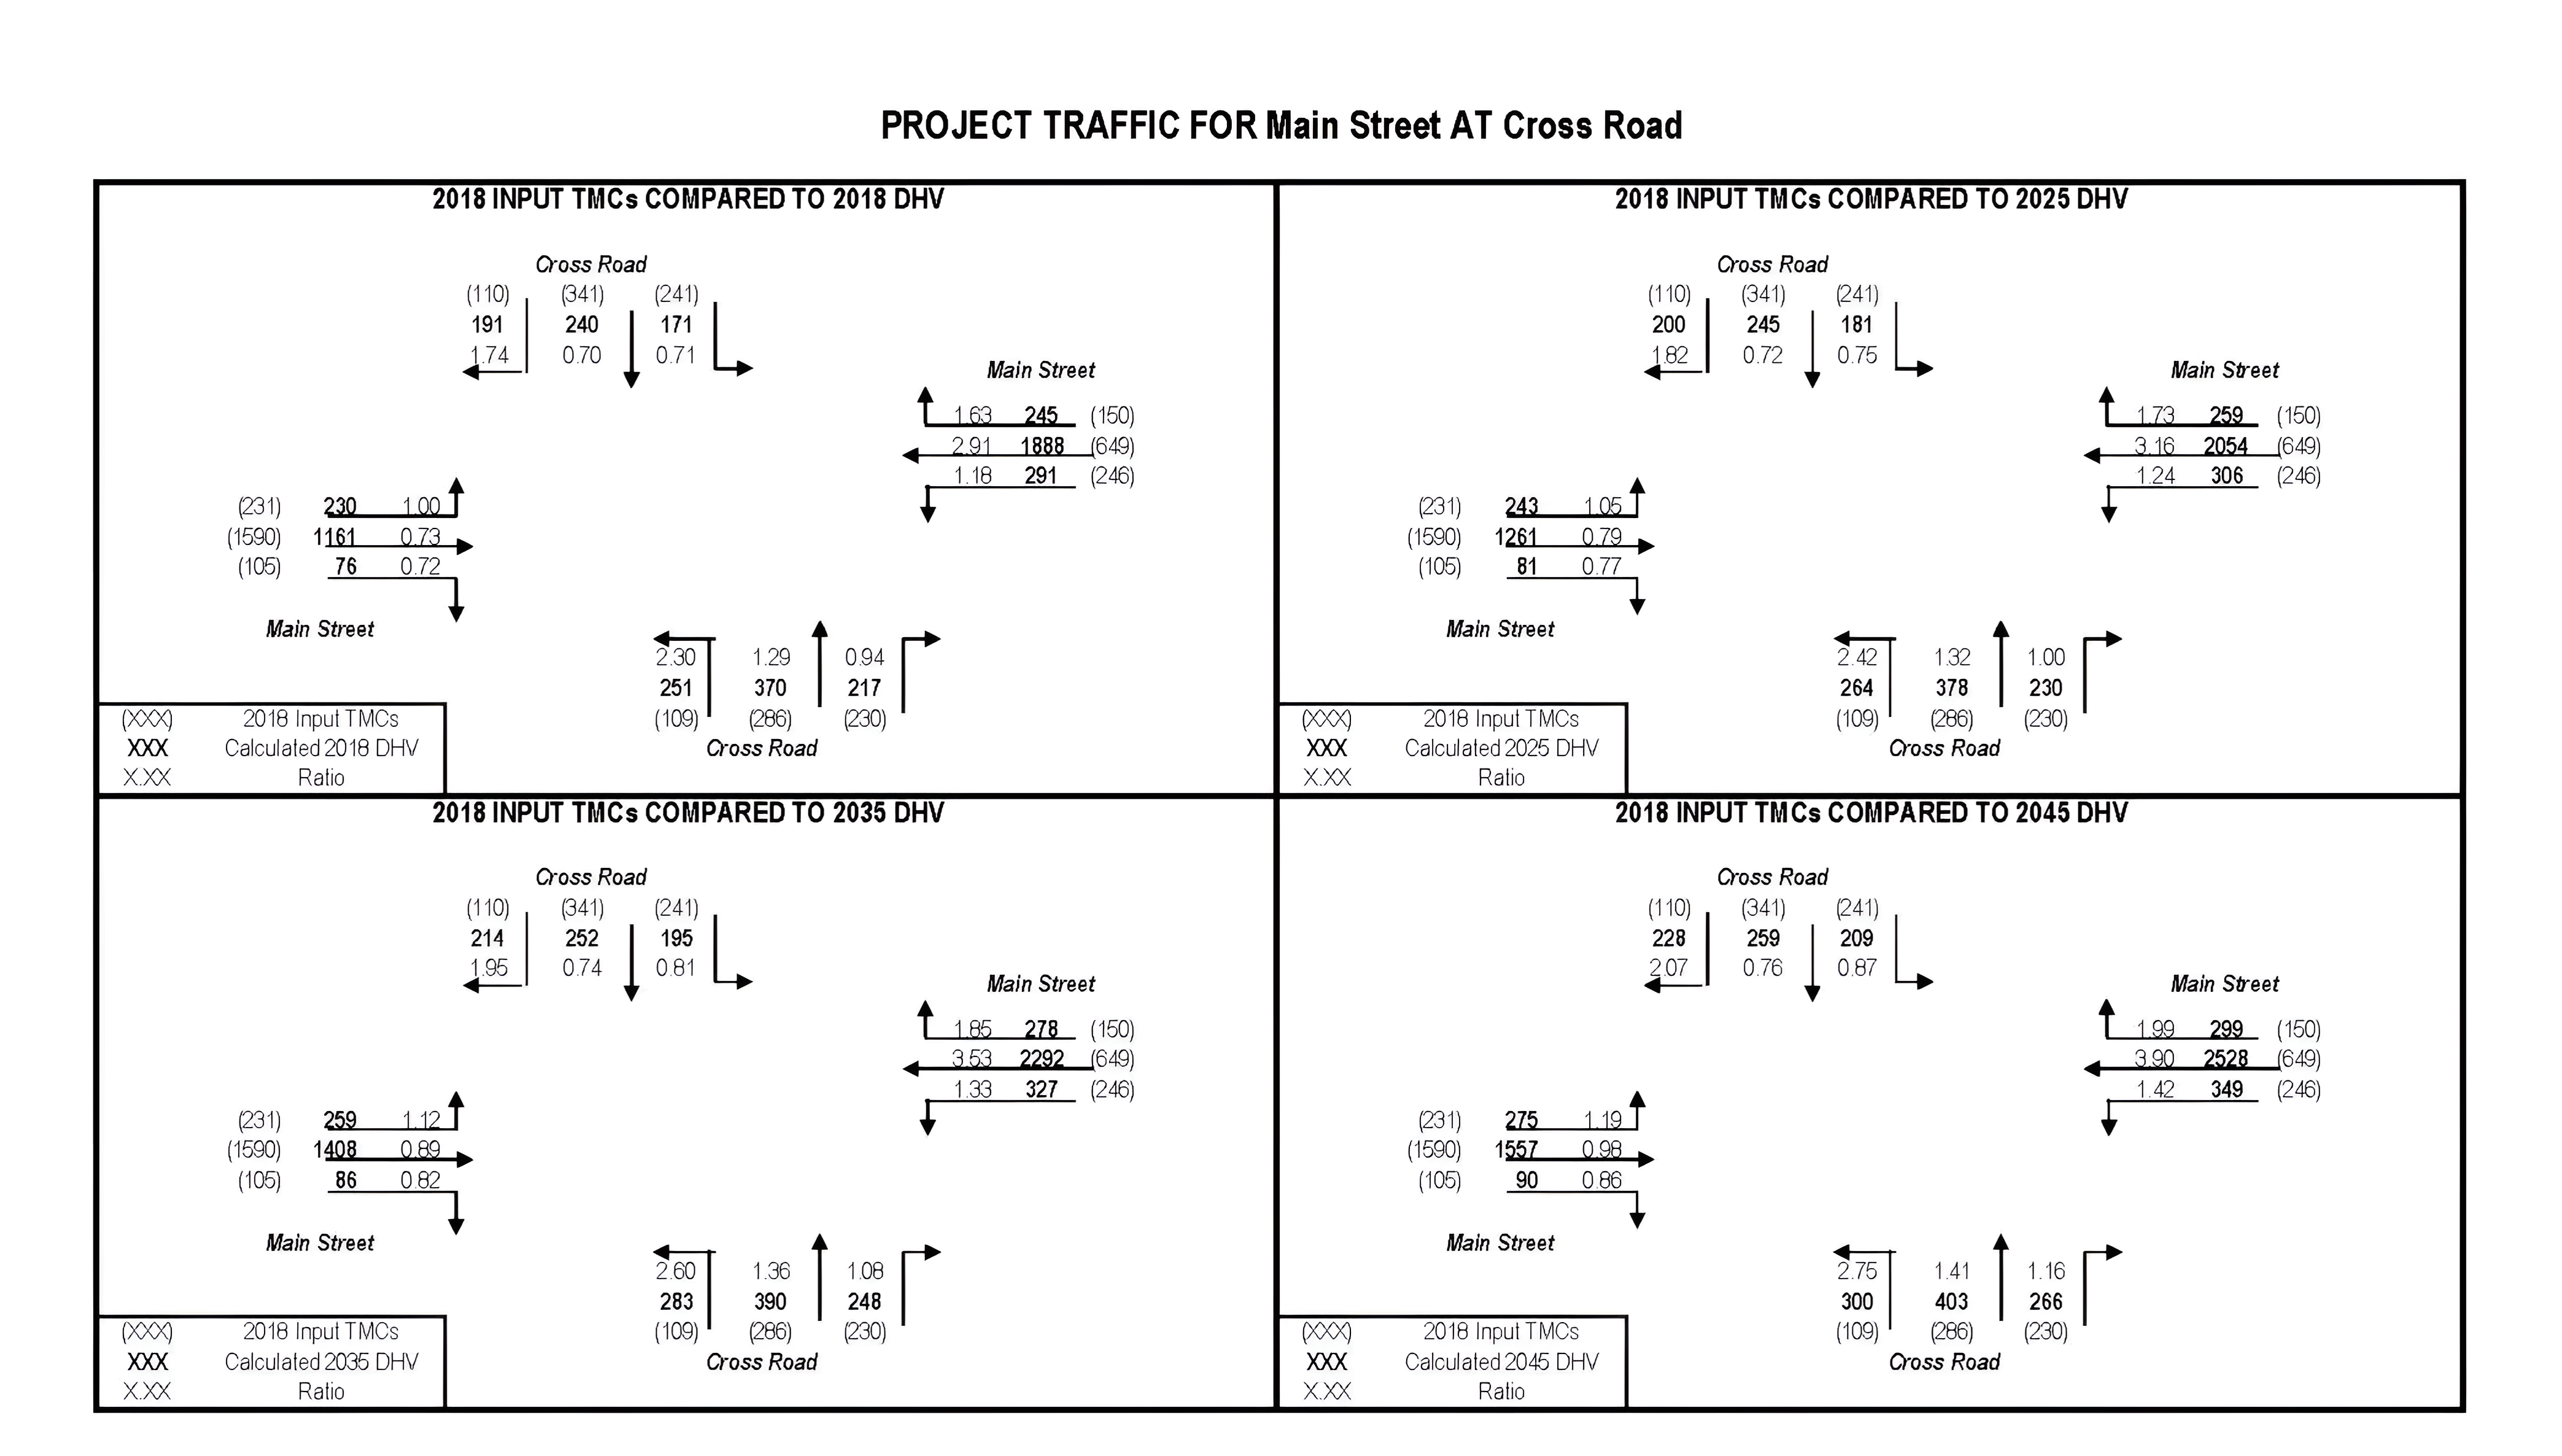 PROJECT TRAFFIC FOR Main Street AT Cross Road
2018 INPUT TMCs COMPARED TO 2018 DHV
Cross Road
(110) (341) (241)
191 240 171
1.74 0.70 0.71
Main Street
1.63 245 (150)
2.91 1888 (649)
1.18 291 (246)
(231) 230 1.00
(1590) 1161 0.73
(105) 76 0.72
Main Street
2.30 1.29 0.94
251 370 217
(109) (286) (230)
Cross Road
(XXX) 2018 Input TMCs
XXX Calculated 2018 DHV
X.XX Ratio
2018 INPUT TMCs COMPARED TO 2025 DHV
Cross Road
(110) (341) (241)
200 245 181
1.82 0.72 0.75
Main Street
1.73 259 (150)
3.16 2054 (649)
1.24 306 (246)
(231) 243 1.05
(1590) 1261 0.79
(105) 81 0.77
Main Street
2.42 1.32 1.00
264 378 230
(109) (286) (230)
Cross Road
(XXX) 2018 Input TMCs
XXX Calculated 2025 DHV
X.XX Ratio
2018 INPUT TMCs COMPARED TO 2035 DHV
Cross Road
(110) (341) (241)
214 252 195
1.95 0.74 0.81
Main Street
1.85 278 (150)
3.53 2292 (649)
1.33 327 (246)
(231) 259 1.12
(1590) 1408 0.89
(105) 86 0.82
Main Street
2.60 1.36 1.08
283 390 248
(109) (286) (230)
Cross Road
(XXX) 2018 Input TMCs
XXX Calculated 2035 DHV
X.XX Ratio
2018 INPUT TMCs COMPARED TO 2045 DHV
Cross Road
(110) (341) (241)
228 259 209
2.07 0.76 0.87
Main Street
1.99 299 (150)
3.90 2528 (649)
1.42 349 (246)
(231) 275 1.19
(1590) 1557 0.98
(105) 90 0.86
Main Street
2.75 1.41 1.16
300 403 266
(109) (286) (230)
Cross Road
(XXX) 2018 Input TMCs
XXX Calculated 2045 DHV
X.XX Ratio